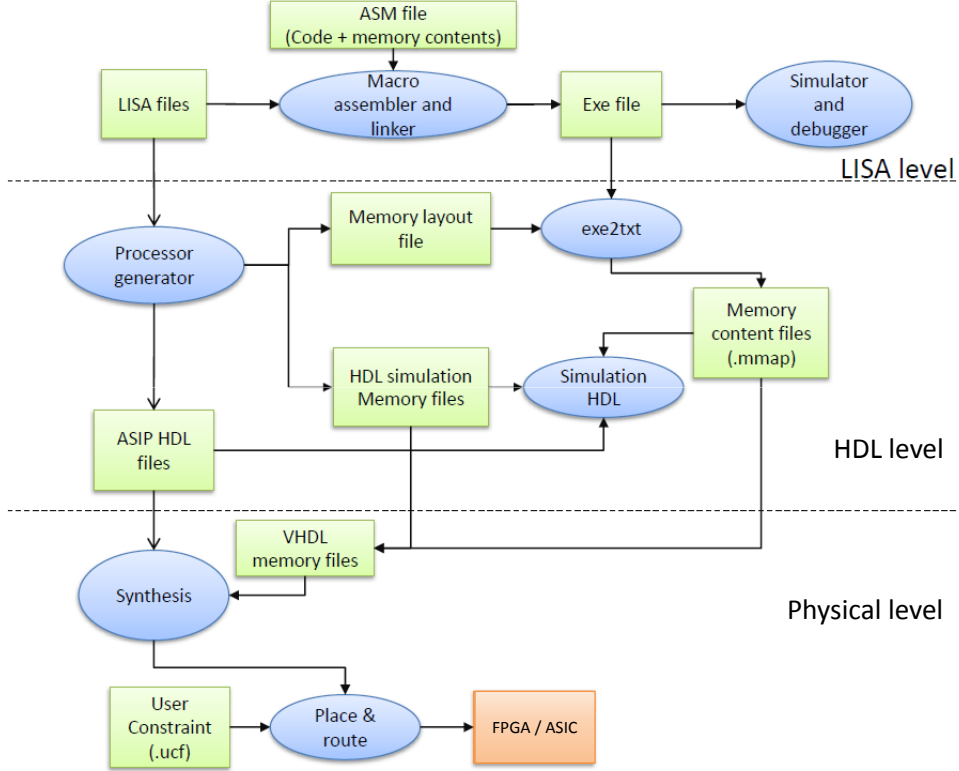 ASM file
(Code + memory contents)
LISA files
Macro
assembler and
linker
Exe file
Simulator
and
debugger
LISA level
Processor
generator
Memory layout
file
exe2txt
Memory
content files
(.mmap)
HDL simulation
Memory files
Simulation
HDL
ASIP HDL
files
HDL level
VHDL
memory files
Synthesis
Physical level
User
Constraint
(.ucf)
Place &
route
FPGA / ASIC